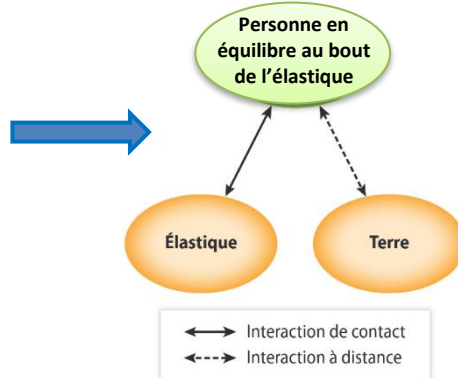 Personne en
équilibre au bout
de l’élastique
Élastique
Terre
Interaction de contact
Interaction à distance